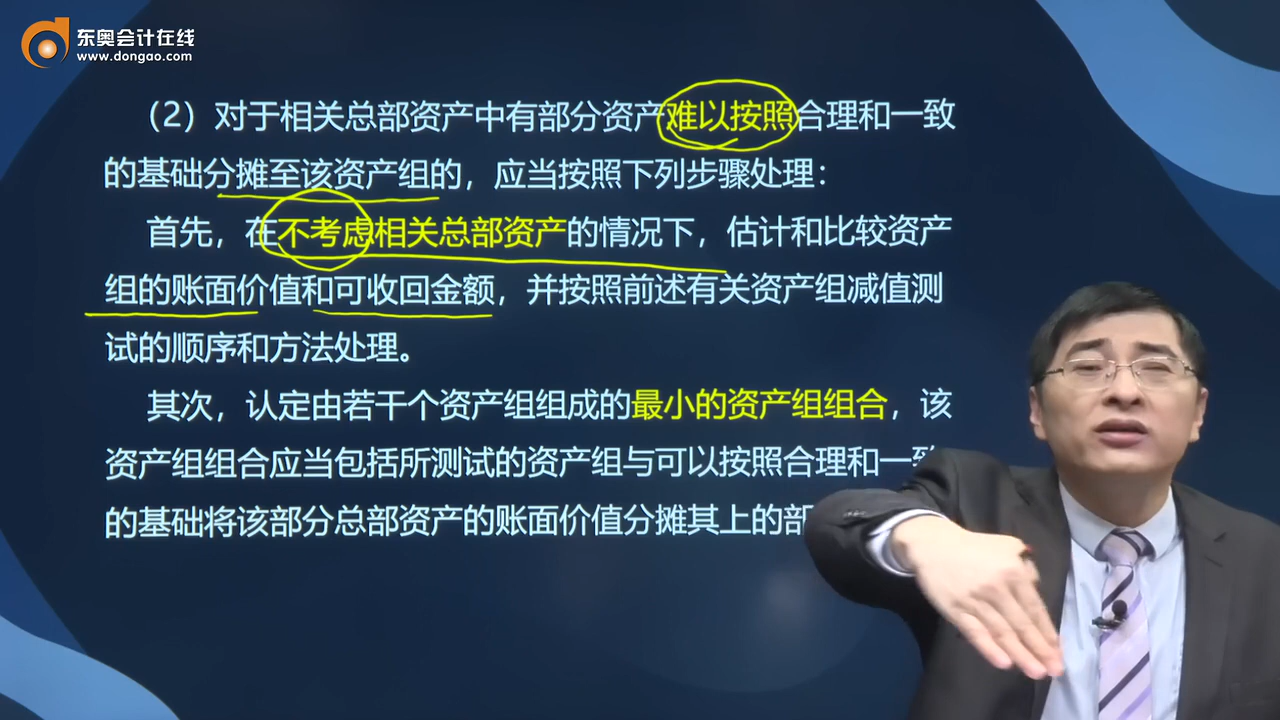 东奥会计在线
www.dongao.com
（2）对于相关总部资产中有部分资产难以按照合理和一致
的基础分摊至该资产组的，应当按照下列步骤处理：
首先，在不考虑相关总部资产的情况下，估计和比较资产
组的账面价值和可收回金额，并按照前述有关资产组减值测
试的顺序和方法处理。
其次，认定由若干个资产组组成的最小的资产组组合，该
资产组组合应当包括所测试的资产组与可以按照合理和一致
的基础将该部分总部资产的账面价值分摊其上的部